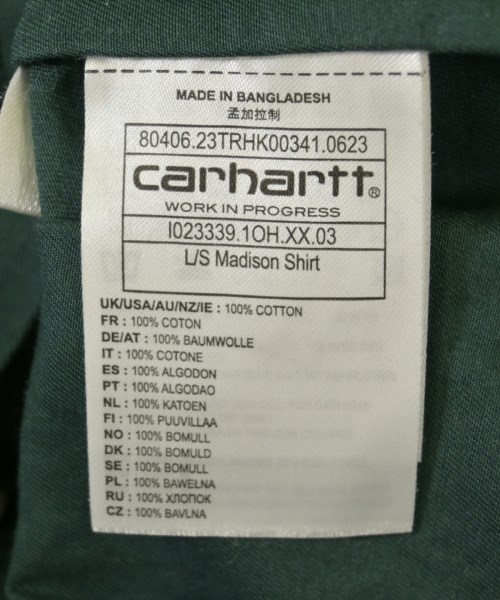 MADE IN BANGLADESH
孟加拉制
80406.23TRHK00341.0623
carhartt®
WORK IN PROGRESS
I023339.1OH.XX.03
L/S Madison Shirt
UK/USA/AU/NZ/IE : 100% COTTON
FR : 100% COTON
DE/AT : 100% BAUMWOLLE
IT : 100% COTONE
ES : 100% ALGODON
PT : 100% ALGODAO
NL : 100% KATOEN
FI : 100% PUUVILLAA
NO : 100% BOMULL
DK : 100% BOMULD
SE : 100% BOMULL
PL : 100% BAWEŁNA
RU : 100% ХЛОПОК
CZ : 100% BAVLNA